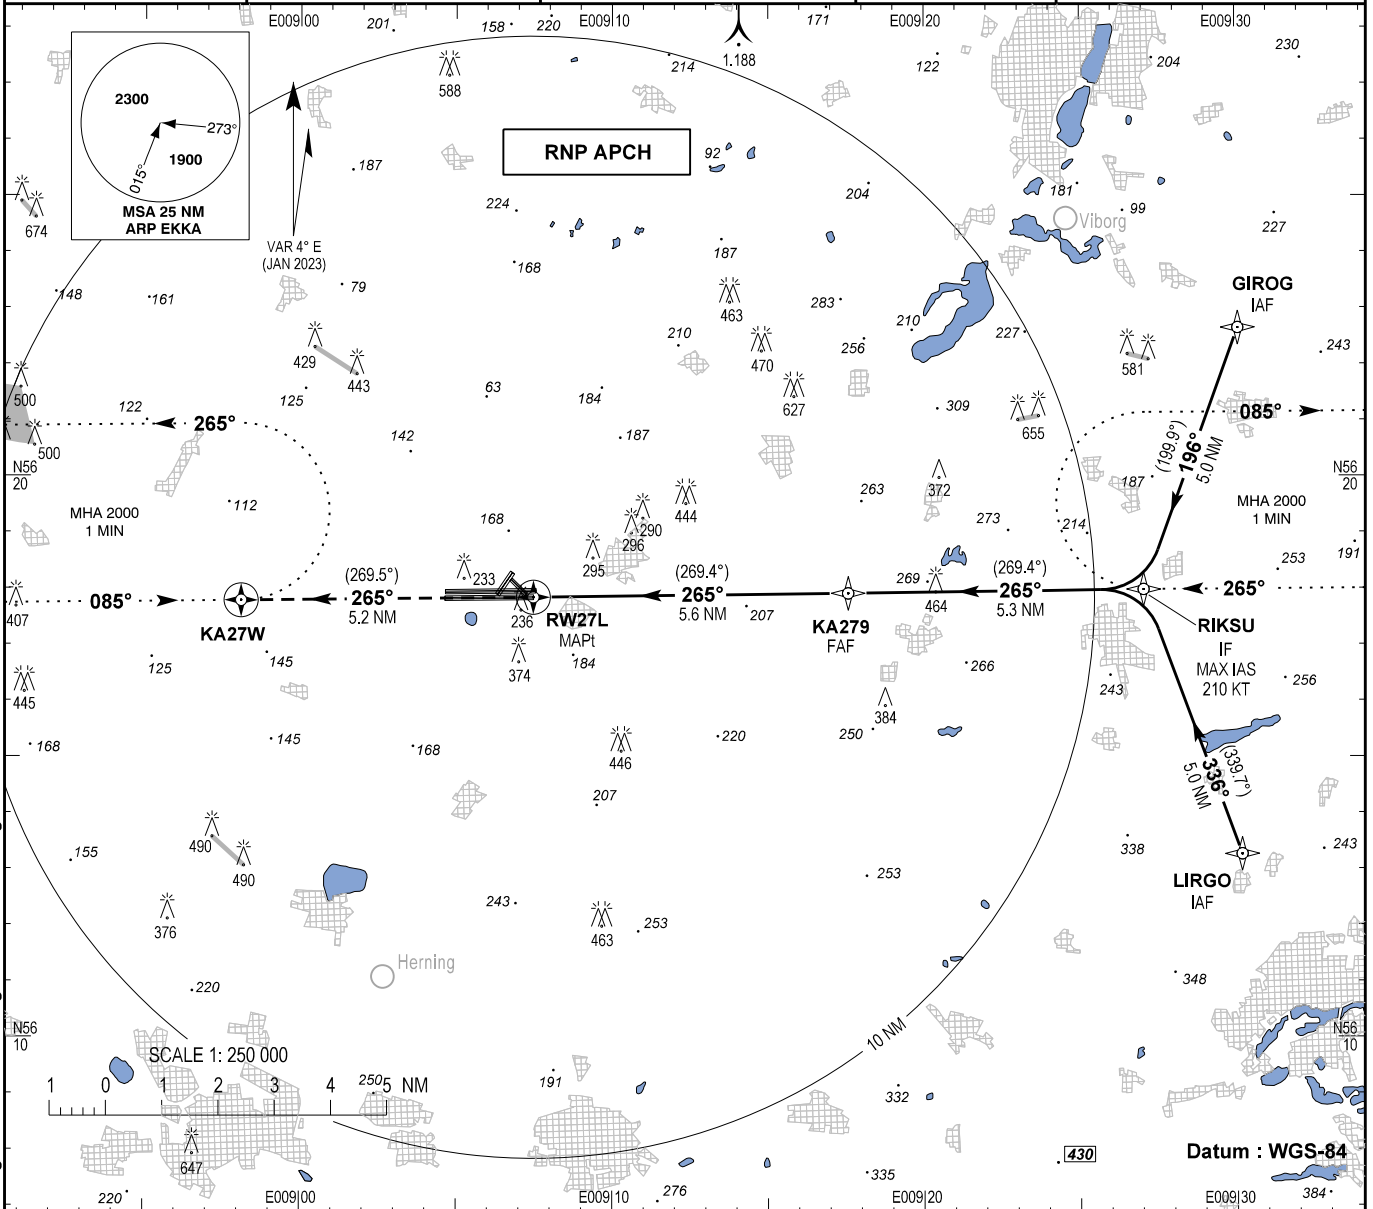 E009 00
201
158
220
E009 10
171
E009 20
E009 30
230
204
122
1.188
214
588
2300
273°
1900
015°
MSA 25 NM
ARP EKKA
RNP APCH
92
187
204
181
99
Viborg
227
674
224
VAR 4° E
(JAN 2023)
187
168
148
161
79
283
463
GIROG
IAF
210
227
210
256
470
243
429
443
581
500
125
63
184
627
122
309
655
265°
085°
142
187
500
(199.9°)
196°
5.0 NM
N56
20
N56
20
187
372
263
444
112
MHA 2000
1 MIN
MHA 2000
1 MIN
168
290
296
273
214
191
253
295
233
269
(269.5°)
(269.4°)
(269.4°)
085°
265°
265°
265°
265°
5.2 NM
5.6 NM
5.3 NM
464
407
207
236
KA27W
RW27L
MAPt
KA279
FAF
RIKSU
IF
MAX IAS
210 KT
125
145
184
374
266
243
256
445
384
168
145
168
220
250
446
(339.7°)
336°
5.0 NM
207
490
155
490
338
243
253
LIRGO
IAF
243
376
463
253
Herning
348
220
N56
10
N56
10
10 NM
SCALE 1: 250 000
1 0 1 2 3 4 5 NM
250
191
332
647
430
Datum : WGS-84
335
220
E009 00
E009 10
276
E009 20
E009 30
384